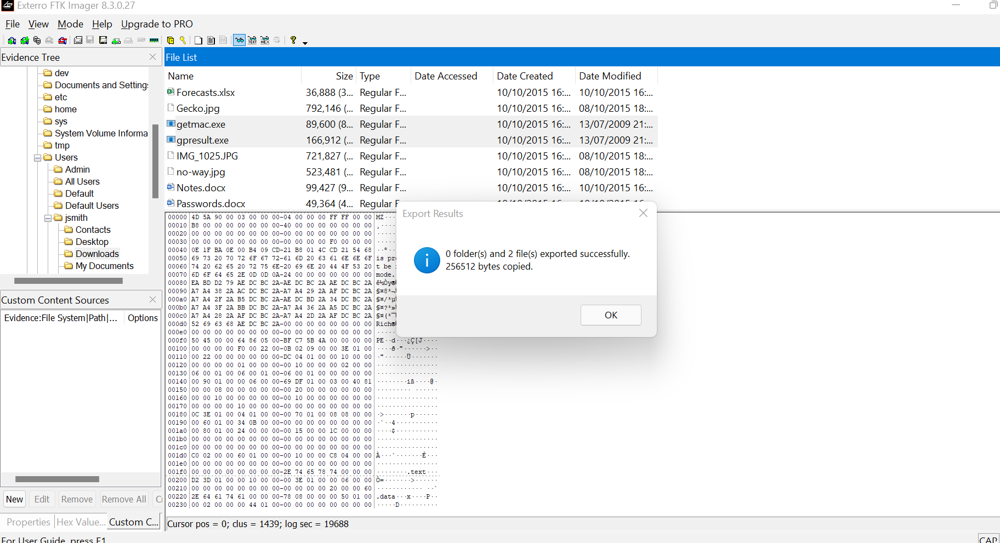 Exterro FTK Imager 8.3.0.27
File View Mode Help Upgrade to PRO
Evidence Tree
dev
Documents and Settings
etc
home
sys
System Volume Informa
tmp
Users
Admin
All Users
Default
Default Users
jsmith
Contacts
Desktop
Downloads
My Documents
Custom Content Sources
Evidence:File System|Path|... Options
New Edit Remove Remove All Cr
Properties Hex Value... Custom C...
File List
Name Size Type Date Accessed Date Created Date Modified
Forecasts.xlsx 36,888 (3... Regular F... 10/10/2015 16:... 10/10/2015 16:...
Gecko.jpg 792,146 (... Regular F... 10/10/2015 16:... 08/10/2015 18:...
getmac.exe 89,600 (8... Regular F... 10/10/2015 16:... 13/07/2009 21:...
gpresult.exe 166,912 (... Regular F... 10/10/2015 16:... 13/07/2009 21:...
IMG_1025.JPG 721,827 (... Regular F... 10/10/2015 16:... 08/10/2015 18:...
no-way.jpg 523,481 (... Regular F... 10/10/2015 16:... 08/10/2015 18:...
Notes.docx 99,427 (9... Regular F... 10/10/2015 16:... 10/10/2015 16:...
Passwords.docx 49,364 (4... Regular F
00000 4D 5A 90 00 03 00 00 00-04 00 00 00 FF FF 00 00 MZ···
00010 B8 00 00 00 00 00 00 00-40 00 00 00 00 00 00 00 ¸····
00020 00 00 00 00 00 00 00 00-00 00 00 00 00 00 00 00 ·····
00030 00 00 00 00 00 00 00 00-00 00 00 00 F0 00 00 00 ·····
00040 0E 1F BA 0E 00 B4 09 CD-21 B8 01 4C CD 21 54 68 ··º··
00050 69 73 20 70 72 6F 67 72-61 6D 20 63 61 6E 6E 6F is pr
00060 74 20 62 65 20 72 75 6E-20 69 6E 20 44 4F 53 20 t be
00070 6D 6F 64 65 2E 0D 0D 0A-24 00 00 00 00 00 00 00 mode.
00080 EA BD D2 79 AE DC BC 2A-AE DC BC 2A AE DC BC 2A ê½Òy®
00090 A7 A4 38 2A AC DC BC 2A-A7 A4 29 2A AF DC BC 2A §¤8*¬
000a0 A7 A4 2F 2A B5 DC BC 2A-AE DC BD 2A 34 DC BC 2A §¤/*µ
000b0 A7 A4 3F 2A BB DC BC 2A-A7 A4 36 2A A5 DC BC 2A §¤?*»
000c0 A7 A4 28 2A AF DC BC 2A-A7 A4 2D 2A AF DC BC 2A §¤(*¯
000d0 52 69 63 68 AE DC BC 2A-00 00 00 00 00 00 00 00 Rich®
000e0 00 00 00 00 00 00 00 00-00 00 00 00 00 00 00 00 ·····
000f0 50 45 00 00 64 86 05 00-BF C7 5B 4A 00 00 00 00 PE··d···¿Ç[J····
00100 00 00 00 00 F0 00 22 00-0B 02 09 00 00 3E 01 00 ····ð·"······>··
00110 00 22 00 00 00 00 00 00-DC 04 01 00 00 10 00 00 ·"······Ü·······
00120 00 00 00 00 01 00 00 00-00 10 00 00 00 02 00 00 ················
00130 06 00 01 00 06 00 01 00-06 00 01 00 00 00 00 00 ················
00140 00 90 01 00 00 06 00 00-69 DF 01 00 03 00 40 81 ········iß····@·
00150 00 00 08 00 00 00 00 00-00 20 00 00 00 00 00 00 ········· ······
00160 00 00 10 00 00 00 00 00-00 10 00 00 00 00 00 00 ················
00170 00 00 00 00 10 00 00 00-00 00 00 00 00 00 00 00 ················
00180 0C 3E 01 00 04 01 00 00-00 70 01 00 08 08 00 00 ·>·······p······
00190 00 60 01 00 34 0B 00 00-00 00 00 00 00 00 00 00 ·`··4···········
001a0 00 80 01 00 24 00 00 00-00 15 00 00 1C 00 00 00 ····$···········
001b0 00 00 00 00 00 00 00 00-00 00 00 00 00 00 00 00 ················
001c0 00 00 00 00 00 00 00 00-00 00 00 00 00 00 00 00 ················
001d0 C0 02 00 00 60 01 00 00-00 10 00 00 C8 04 00 00 À···`·······È···
001e0 00 00 00 00 00 00 00 00-00 00 00 00 00 00 00 00 ················
001f0 00 00 00 00 00 00 00 00-2E 74 65 78 74 00 00 00 ········.text···
00200 D2 3D 01 00 00 10 00 00-00 3E 01 00 00 06 00 00 Ò=·······>······
00210 00 00 00 00 00 00 00 00-00 00 00 00 20 00 00 60 ············ ··`
00220 2E 64 61 74 61 00 00 00-78 08 00 00 00 50 01 00 .data···x····P··
00230 00 02 00 00 00 44 01 00-00 00 00 00 00 00 00 00 ·····D··········
Export Results
0 folder(s) and 2 file(s) exported successfully.
256512 bytes copied.
OK
Cursor pos = 0; clus = 1439; log sec = 19688
For User Guide, press F1
CAP